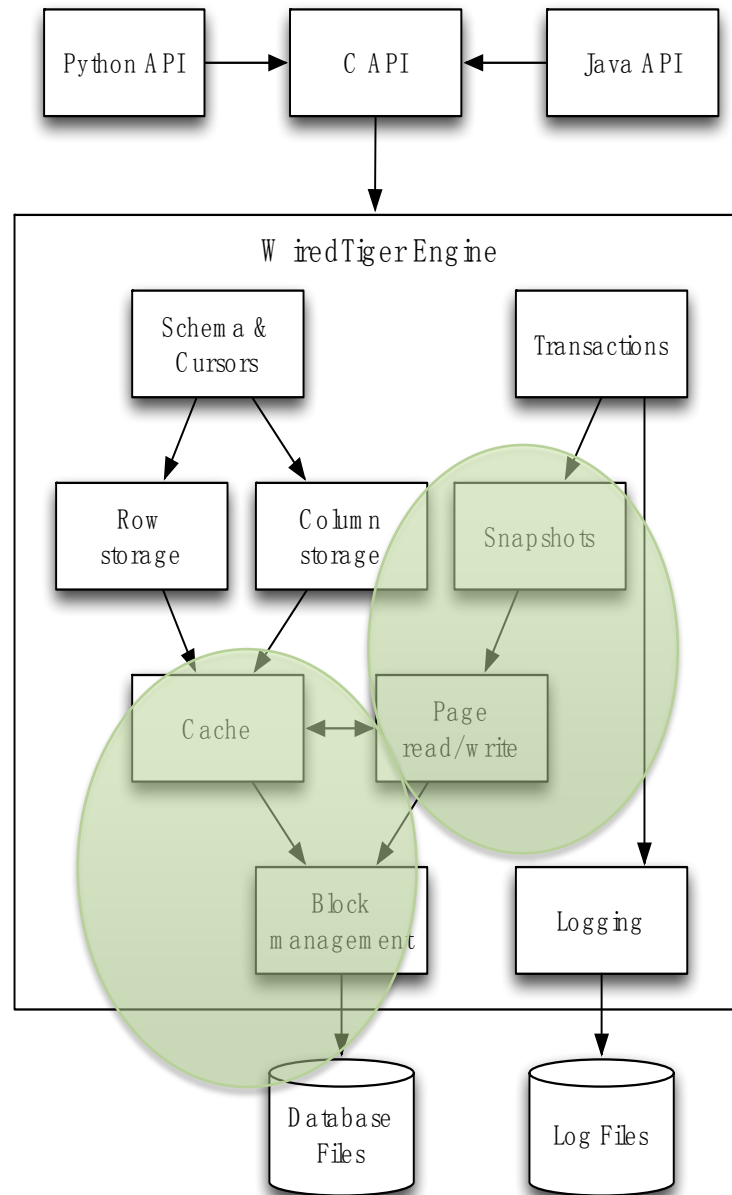 Python API
C API
Java API
WiredTiger Engine
Schema &
Cursors
Transactions
Row
storage
Column
storage
Snapshots
Cache
Page
read/write
Block
management
Logging
Database
Files
Log Files